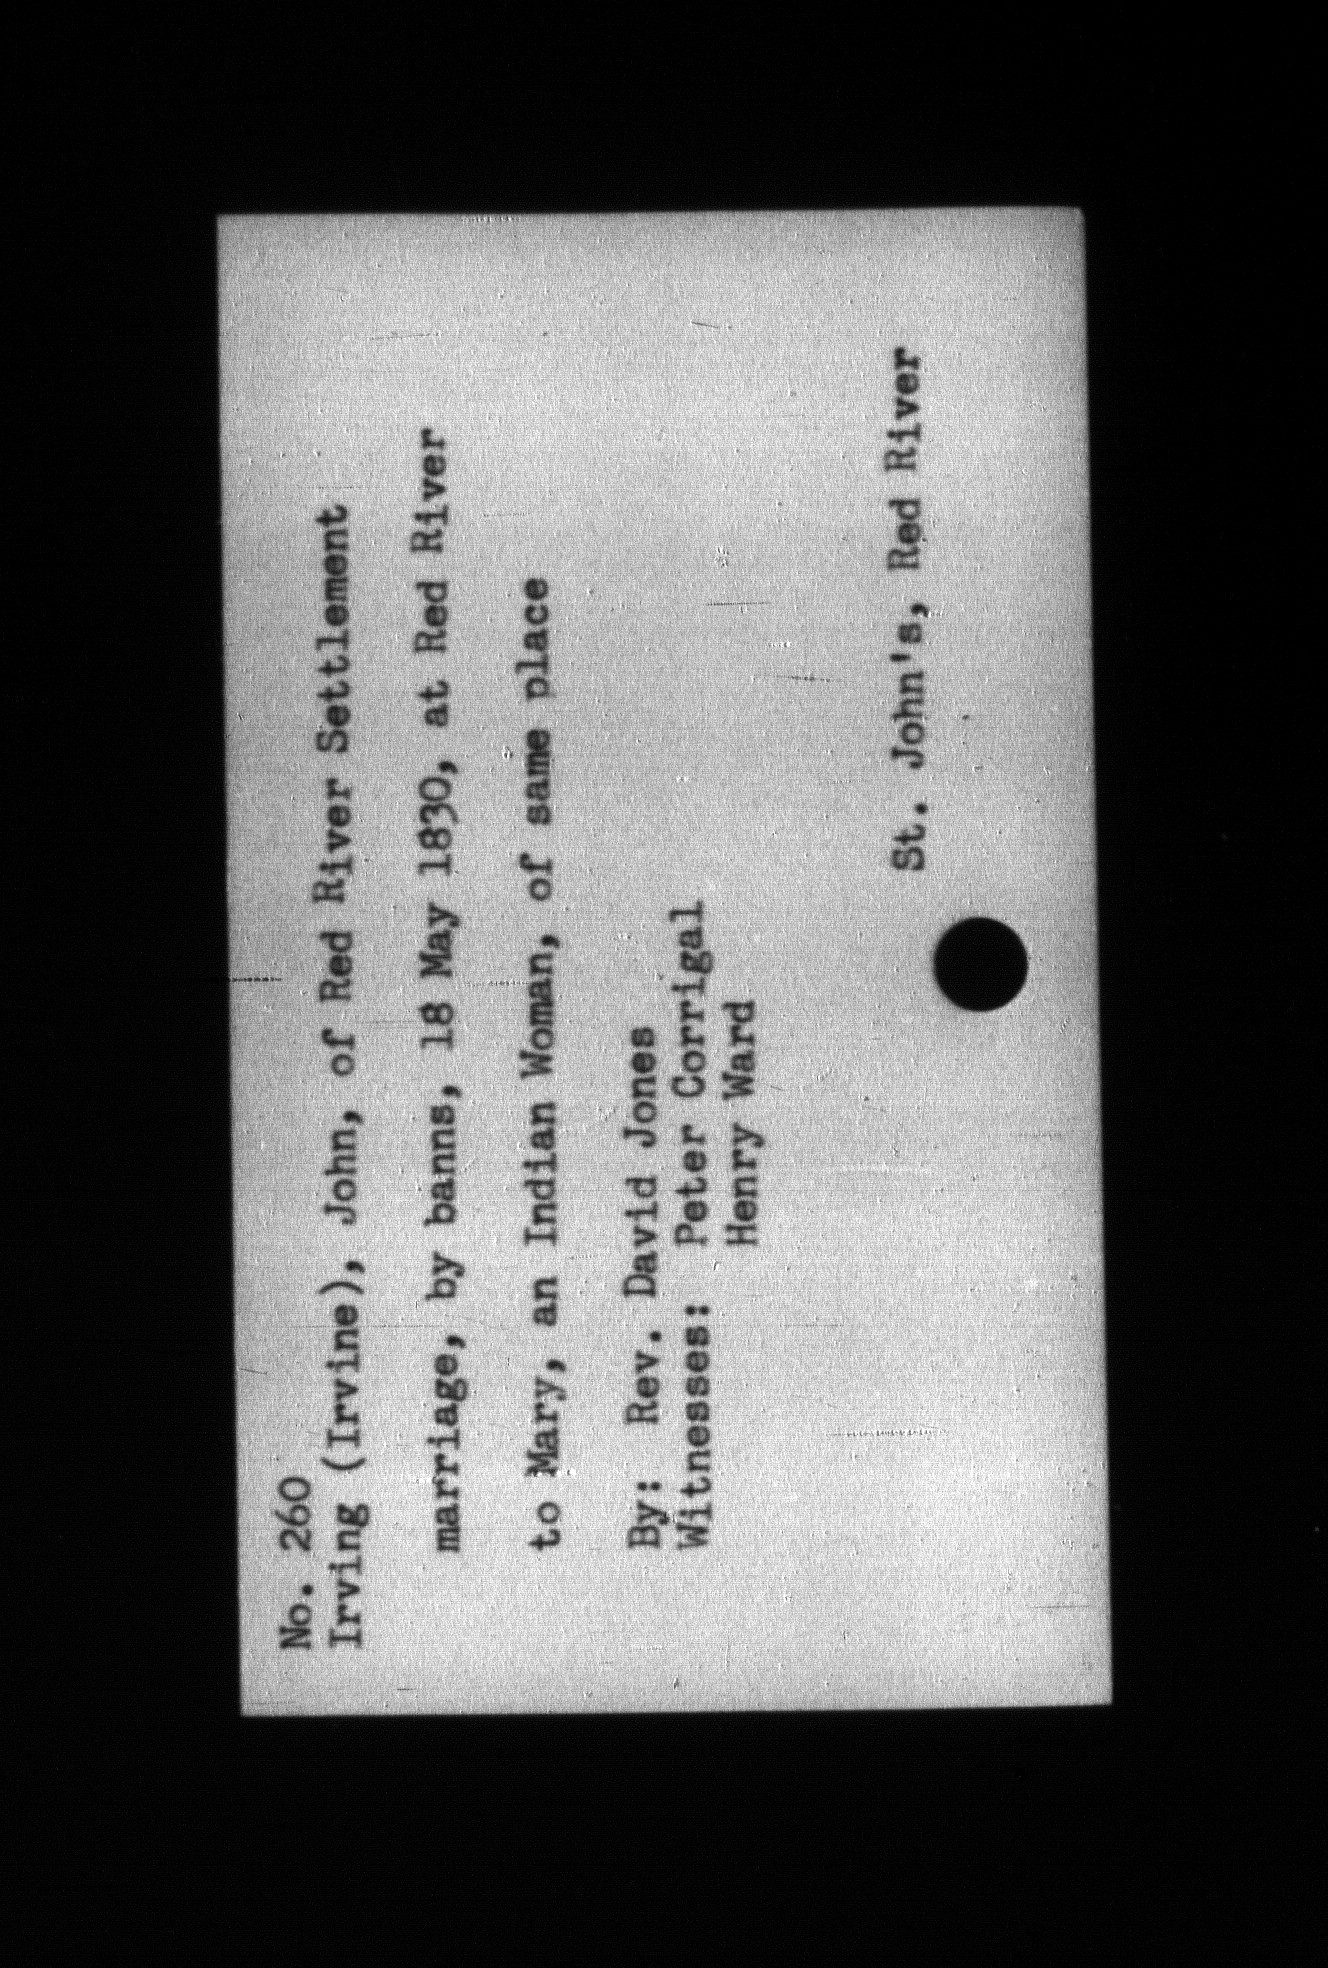 No. 260
Irving (Irvine), John, of Red River Settlement
marriage, by banns, 18 May 1830, at Red River
to Mary, an Indian Woman, of same place
By: Rev. David Jones
Witnesses: Peter Corrigal
Henry Ward
St. John's, Red River